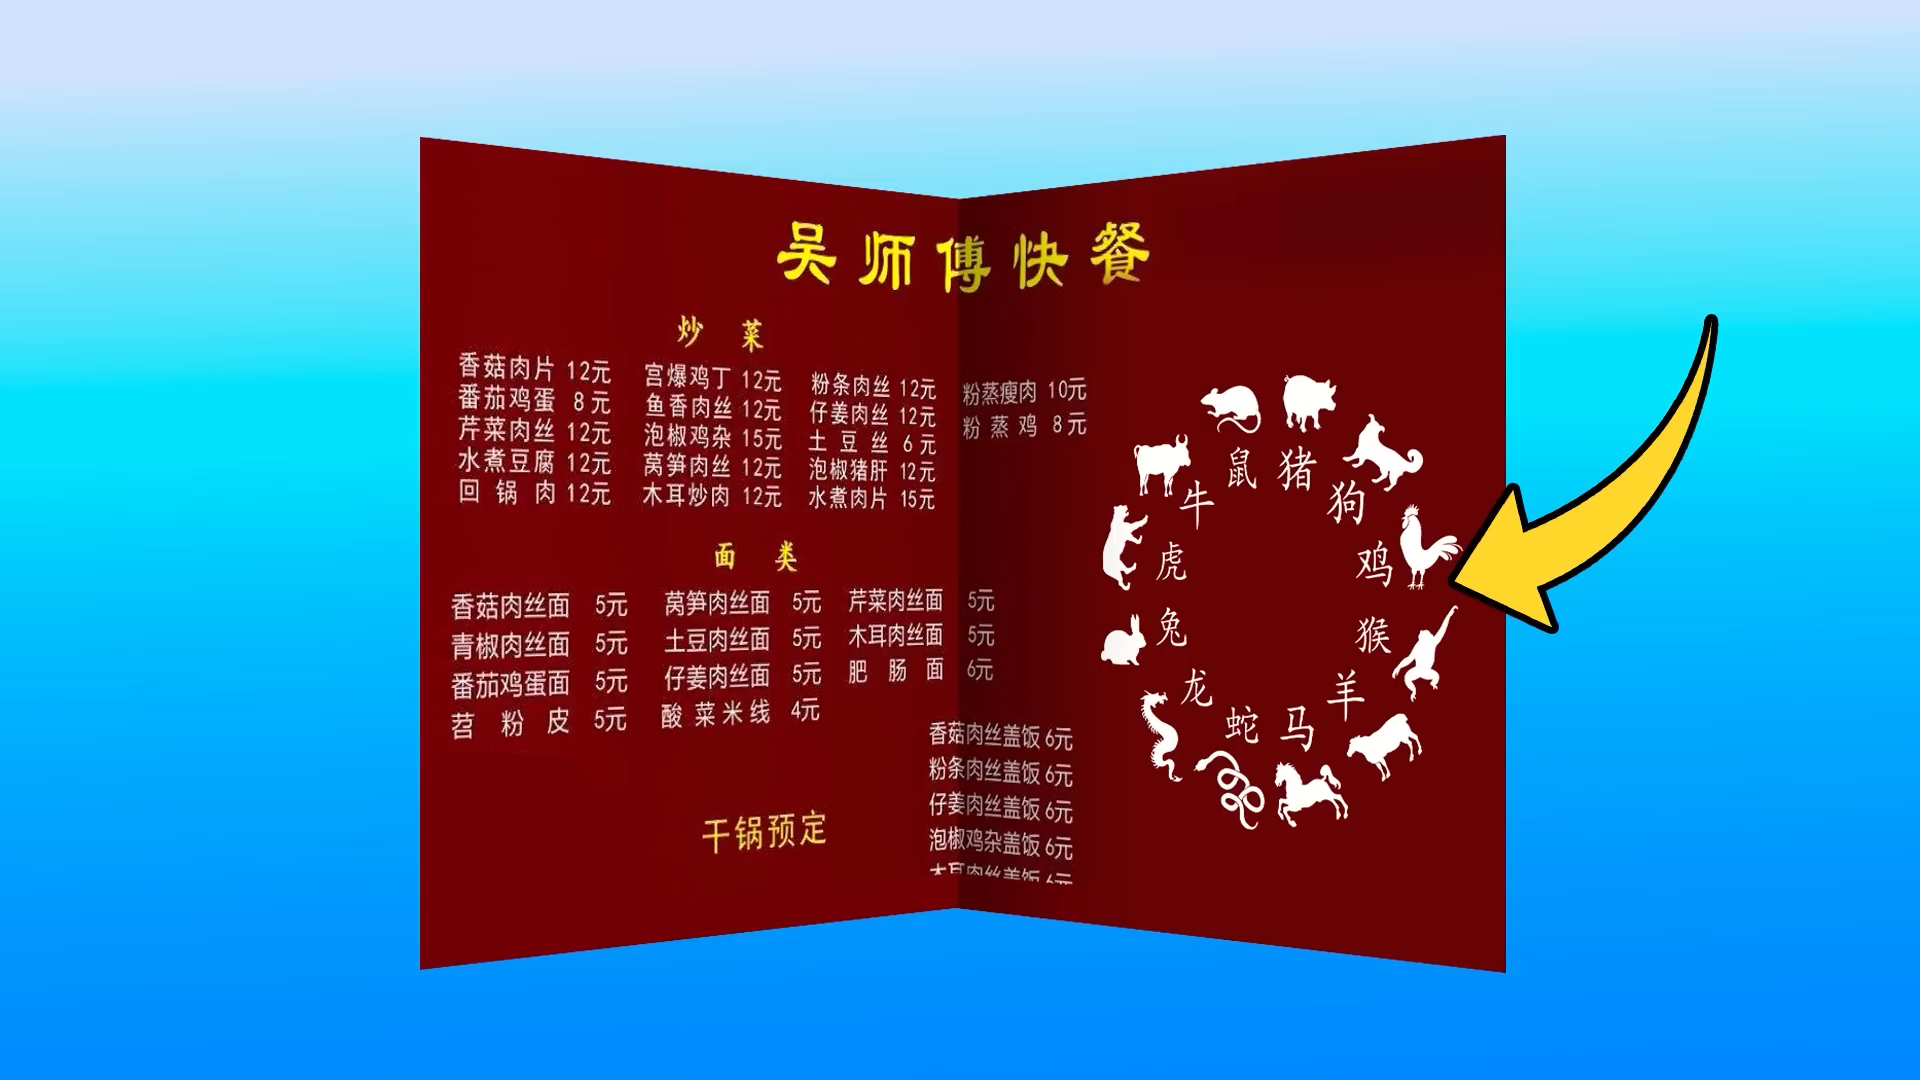 吴师傅快餐
炒 菜
香菇肉片 12元 宫爆鸡丁 12元 粉条肉丝 12元 粉蒸瘦肉 10元
番茄鸡蛋 8元 鱼香肉丝 12元 仔姜肉丝 12元 粉蒸鸡 8元
芹菜肉丝 12元 泡椒鸡杂 15元 土豆丝 6元
水煮豆腐 12元 莴笋肉丝 12元 泡椒猪肝 12元
回锅肉 12元 木耳炒肉 12元 水煮肉片 15元
面 类
香菇肉丝面 5元 莴笋肉丝面 5元 芹菜肉丝面 5元
青椒肉丝面 5元 土豆肉丝面 5元 木耳肉丝面 5元
番茄鸡蛋面 5元 仔姜肉丝面 5元 肥肠面 6元
苕粉皮 5元 酸菜米线 4元
香菇肉丝盖饭 6元
粉条肉丝盖饭 6元
仔姜肉丝盖饭 6元
泡椒鸡杂盖饭 6元
木耳肉丝盖饭 6元
干锅预定
鼠
猪
狗
鸡
猴
羊
马
蛇
龙
兔
虎
牛